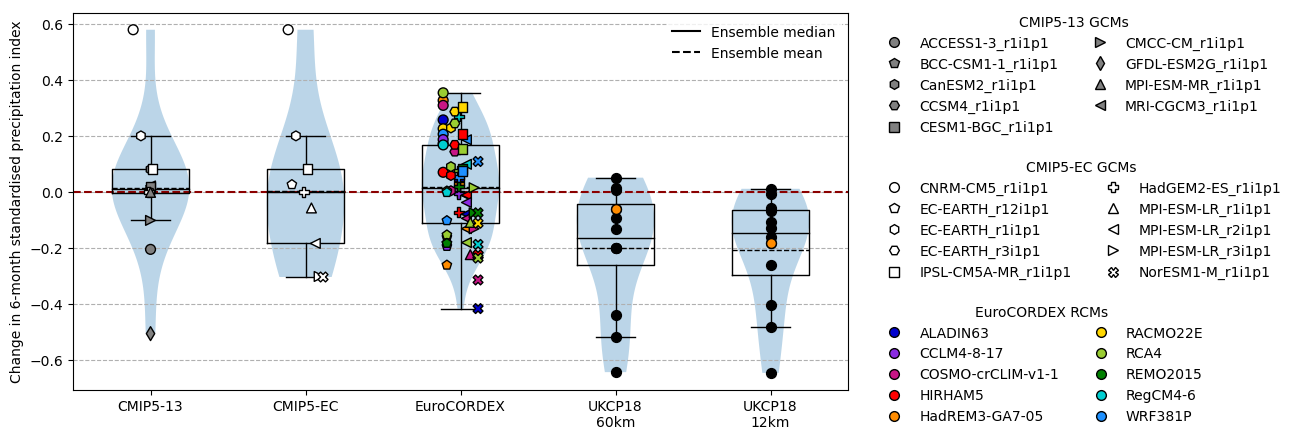 Change in 6-month standardised precipitation index
0.6
0.4
0.2
0.0
−0.2
−0.4
−0.6
CMIP5-13
CMIP5-EC
EuroCORDEX
UKCP18
60km
UKCP18
12km
Ensemble median
Ensemble mean
CMIP5-13 GCMs
ACCESS1-3_r1i1p1
BCC-CSM1-1_r1i1p1
CanESM2_r1i1p1
CCSM4_r1i1p1
CESM1-BGC_r1i1p1
CMCC-CM_r1i1p1
GFDL-ESM2G_r1i1p1
MPI-ESM-MR_r1i1p1
MRI-CGCM3_r1i1p1
CMIP5-EC GCMs
CNRM-CM5_r1i1p1
EC-EARTH_r12i1p1
EC-EARTH_r1i1p1
EC-EARTH_r3i1p1
IPSL-CM5A-MR_r1i1p1
HadGEM2-ES_r1i1p1
MPI-ESM-LR_r1i1p1
MPI-ESM-LR_r2i1p1
MPI-ESM-LR_r3i1p1
NorESM1-M_r1i1p1
EuroCORDEX RCMs
ALADIN63
CCLM4-8-17
COSMO-crCLIM-v1-1
HIRHAM5
HadREM3-GA7-05
RACMO22E
RCA4
REMO2015
RegCM4-6
WRF381P